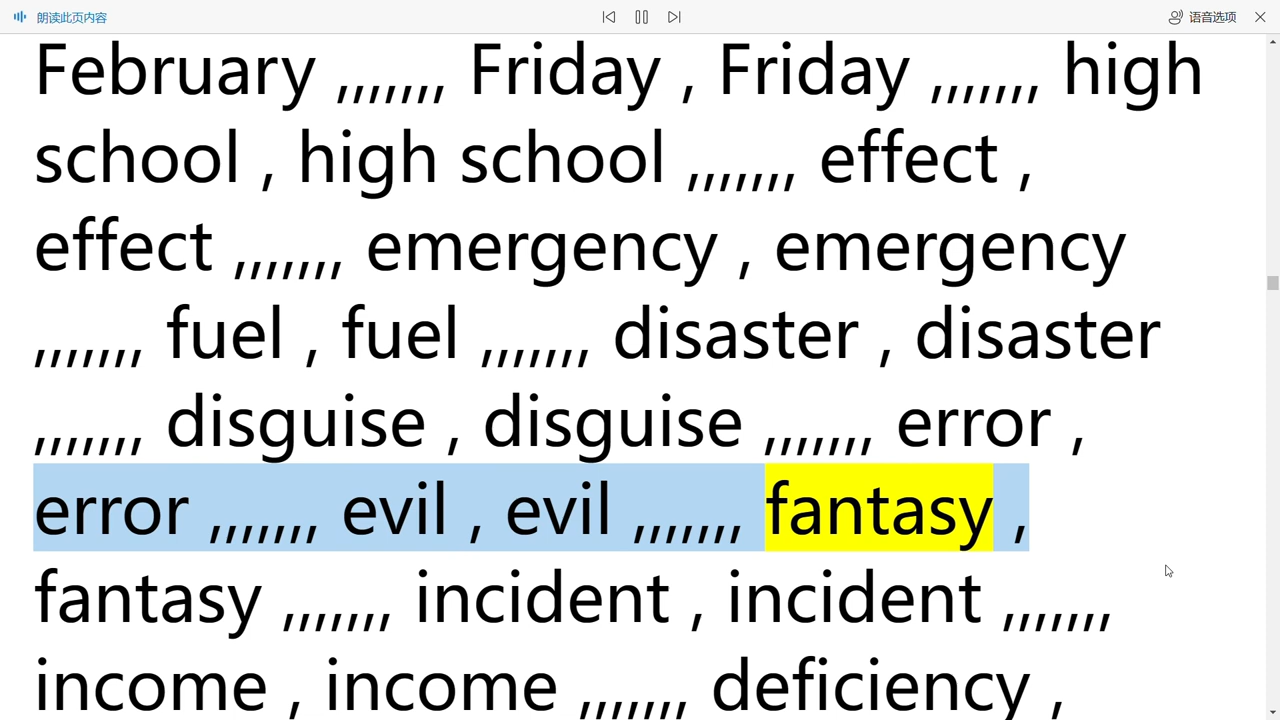 朗读此页内容
语音选项
February ,,,,,,, Friday , Friday ,,,,,,, high
school , high school ,,,,,,, effect ,
effect ,,,,,,, emergency , emergency
,,,,,,, fuel , fuel ,,,,,,, disaster , disaster
,,,,,,, disguise , disguise ,,,,,,, error ,
error ,,,,,,, evil , evil ,,,,,,, fantasy ,
fantasy ,,,,,,, incident , incident ,,,,,,,
income , income ,,,,,,, deficiency ,